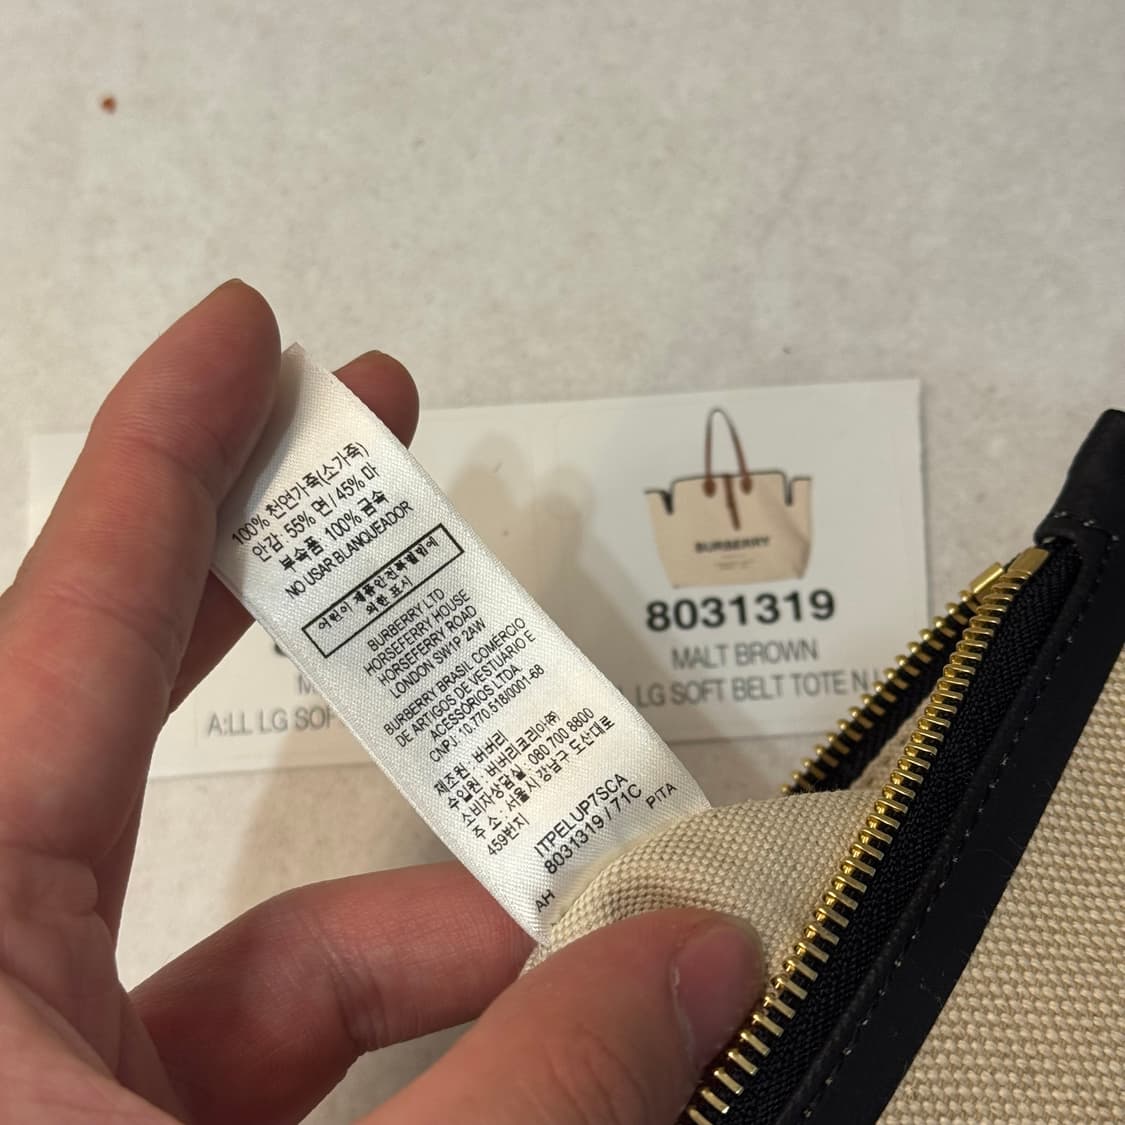 100% 천연가죽(소가죽)
안감 55% 면 / 45% 마
부속품 100% 금속
NO USAR BLANQUEADOR
어린이 제품안전특별법에
의한 표시
BURBERRY LTD
HORSEFERRY HOUSE
HORSEFERRY ROAD
LONDON SW1P 2AW
BURBERRY BRASIL COMÉRCIO
DE ARTIGOS DE VESTUARIO E
ACESSORIOS LTDA.
CNPJ: 10.770.518/0001-68
제조원 : 버버리
수입원 : 버버리코리아㈜
소비자상담실: 080 700 8800
주 소 : 서울시강남구 도산대로
459번지
ITPELUP7SCA
8031319 / 71C PITA
AH
BURBERRY
8031319
MALT BROWN
LG SOFT BELT TOTE
A:LL LG